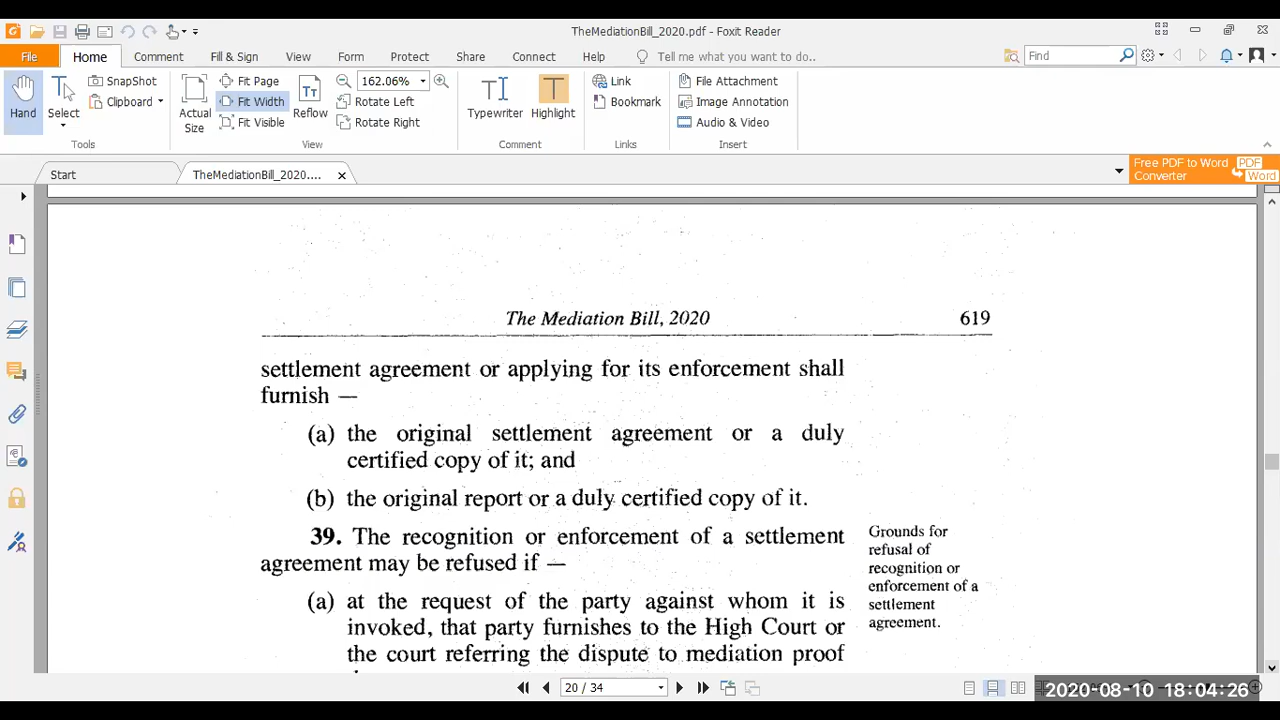 TheMediationBill_2020.pdf - Foxit Reader
File Home Comment Fill & Sign View Form Protect Share Connect Help Tell me what you want to do.. Find
Hand
Select
SnapShot
Clipboard
Tools
Actual Size
Fit Page
Fit Width
Fit Visible
Reflow
162.06%
Rotate Left
Rotate Right
View
Typewriter
Highlight
Comment
Link
Bookmark
Links
File Attachment
Image Annotation
Audio & Video
Insert
Start
TheMediationBill_2020....
Free PDF to Word
Converter
PDF
Word
The Mediation Bill, 2020 619
settlement agreement or applying for its enforcement shall
furnish —
(a) the original settlement agreement or a duly
certified copy of it; and
(b) the original report or a duly certified copy of it.
39. The recognition or enforcement of a settlement
agreement may be refused if —
Grounds for
refusal of
recognition or
enforcement of a
settlement
agreement.
(a) at the request of the party against whom it is
invoked, that party furnishes to the High Court or
the court referring the dispute to mediation proof
20 / 34
2020-08-10 18:04:26